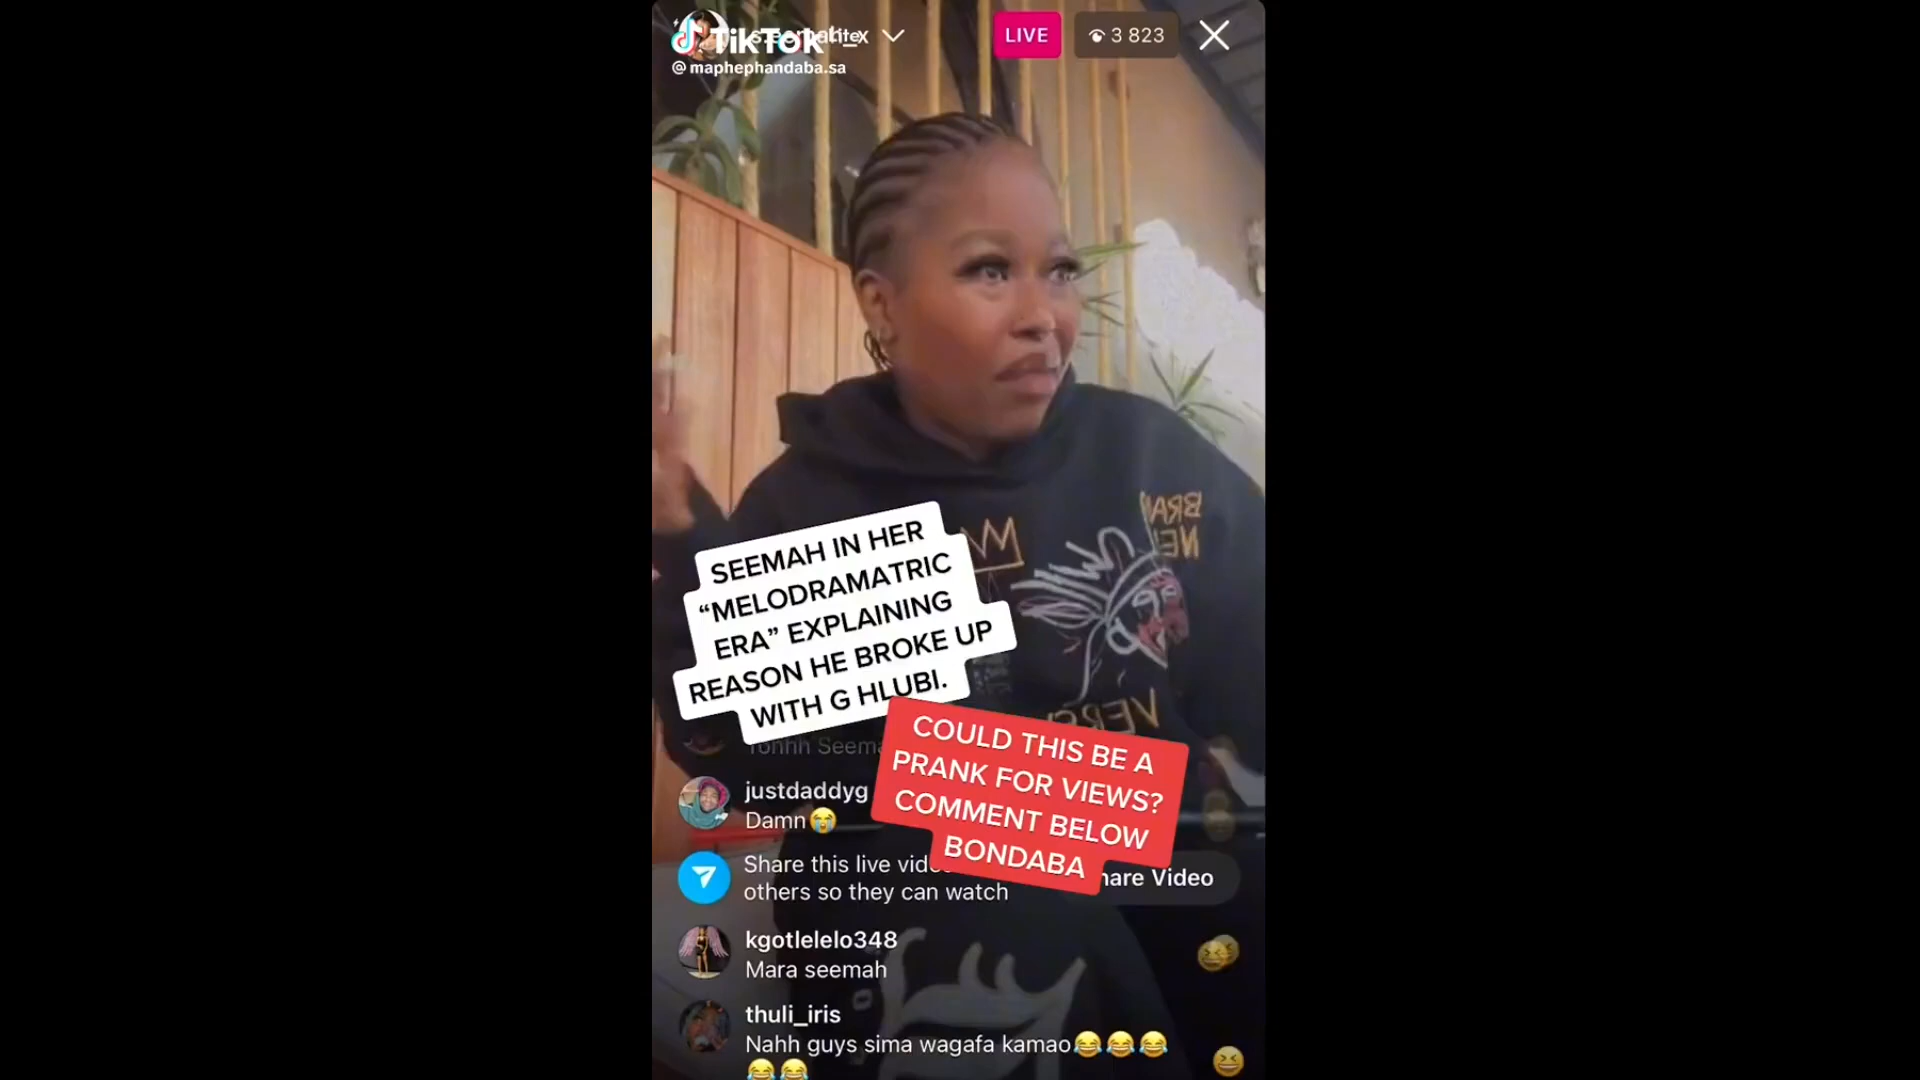 TikTok
@maphephandaba.sa
LIVE
3 823
SEEMAH IN HER
“MELODRAMATRIC
ERA” EXPLAINING
REASON HE BROKE UP
WITH G HLUBI.
COULD THIS BE A
PRANK FOR VIEWS?
COMMENT BELOW
BONDABA
justdaddyg
Damn😭
Share this live
others so they can watch
Video
kgotlelelo348
Mara seemah
thuli_iris
Nahh guys sima wagafa kamao😂😂😂
😂😂